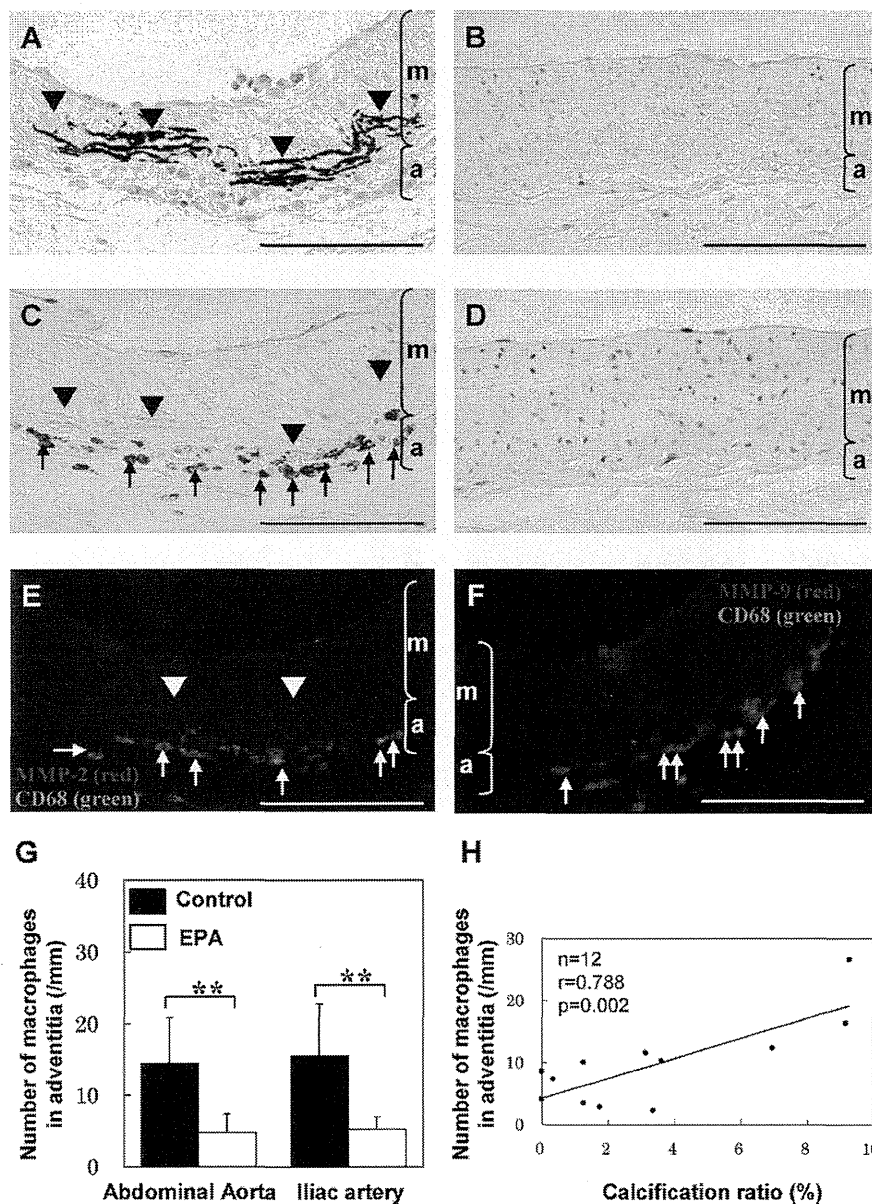 A
m
a
B
m
a
C
m
a
D
m
a
E
m
a
MMP-2 (red)
CD68 (green)
F
MMP-9 (red)
CD68 (green)
m
a
G
Number of macrophages
in adventitia (/mm)
40
30
20
10
0
Control
EPA
**
**
Abdominal Aorta
Iliac artery
H
Number of macrophages
in adventitia (/mm)
30
20
10
0
n=12
r=0.788
p=0.002
0
2
4
6
8
10
Calcification ratio (%)